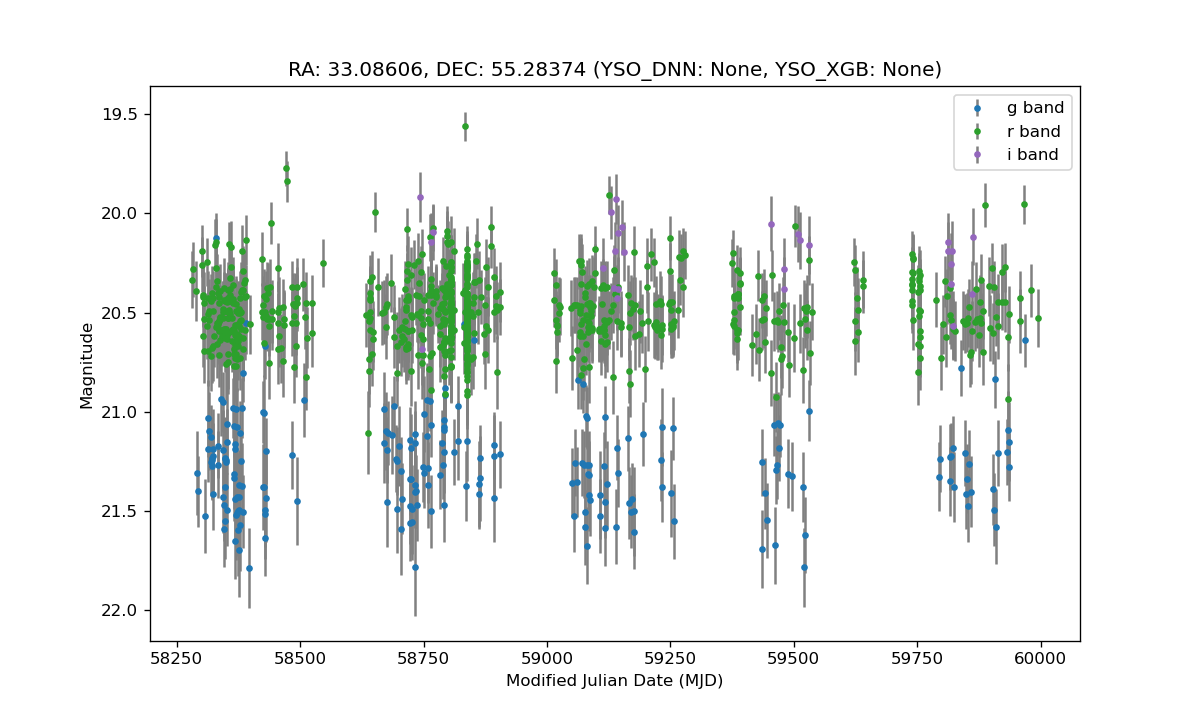 RA: 33.08606, DEC: 55.28374 (YSO_DNN: None, YSO_XGB: None)
g band
r band
i band
19.5
20.0
20.5
21.0
21.5
22.0
Magnitude
58250 58500 58750 59000 59250 59500 59750 60000
Modified Julian Date (MJD)